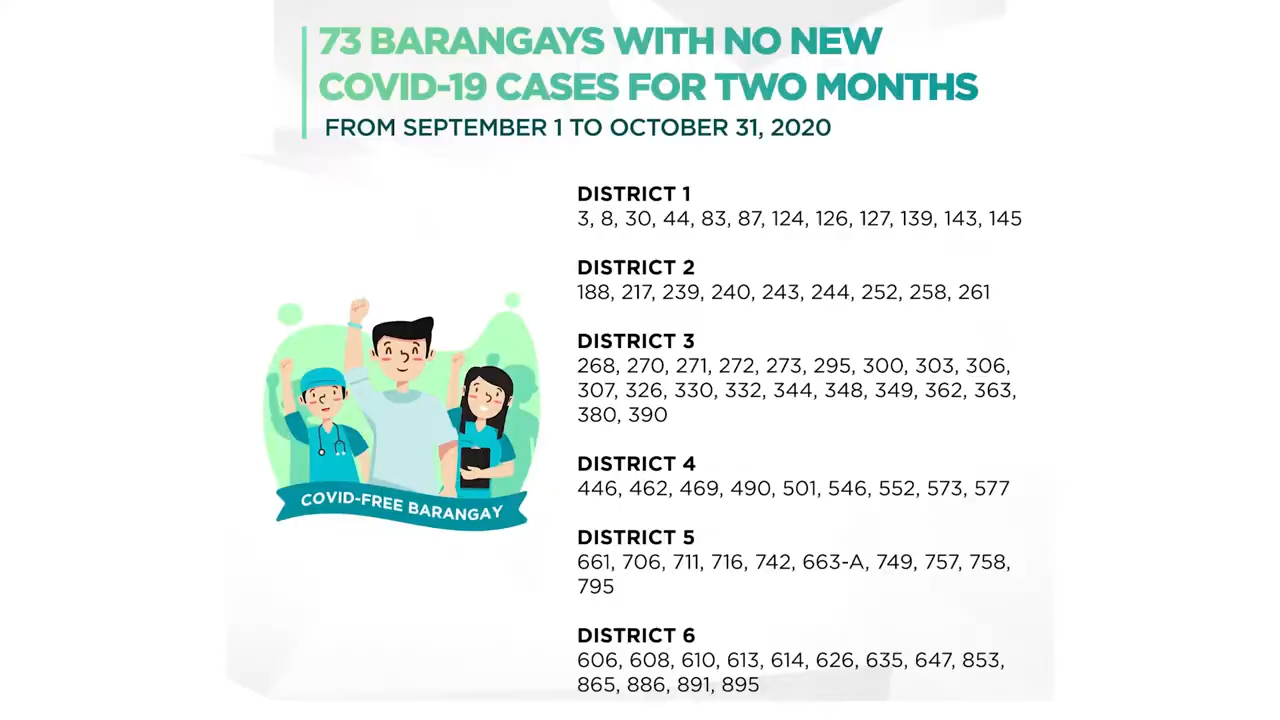 73 BARANGAYS WITH NO NEW
COVID-19 CASES FOR TWO MONTHS
FROM SEPTEMBER 1 TO OCTOBER 31, 2020
DISTRICT 1
3, 8, 30, 44, 83, 87, 124, 126, 127, 139, 143, 145
DISTRICT 2
188, 217, 239, 240, 243, 244, 252, 258, 261
DISTRICT 3
268, 270, 271, 272, 273, 295, 300, 303, 306,
307, 326, 330, 332, 344, 348, 349, 362, 363,
380, 390
DISTRICT 4
446, 462, 469, 490, 501, 546, 552, 573, 577
DISTRICT 5
661, 706, 711, 716, 742, 663-A, 749, 757, 758,
795
DISTRICT 6
606, 608, 610, 613, 614, 626, 635, 647, 853,
865, 886, 891, 895
COVID-FREE BARANGAY